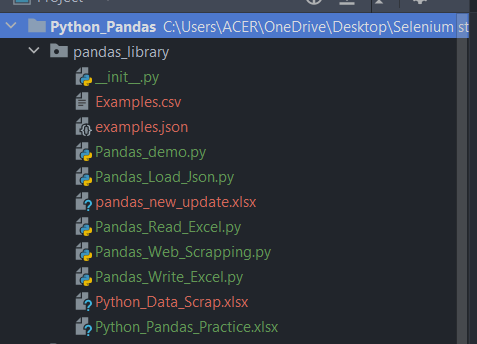 Project
Python_Pandas C:\Users\ACER\OneDrive\Desktop\Selenium st
pandas_library
__init__.py
Examples.csv
examples.json
Pandas_demo.py
Pandas_Load_Json.py
pandas_new_update.xlsx
Pandas_Read_Excel.py
Pandas_Web_Scrapping.py
Pandas_Write_Excel.py
Python_Data_Scrap.xlsx
Python_Pandas_Practice.xlsx